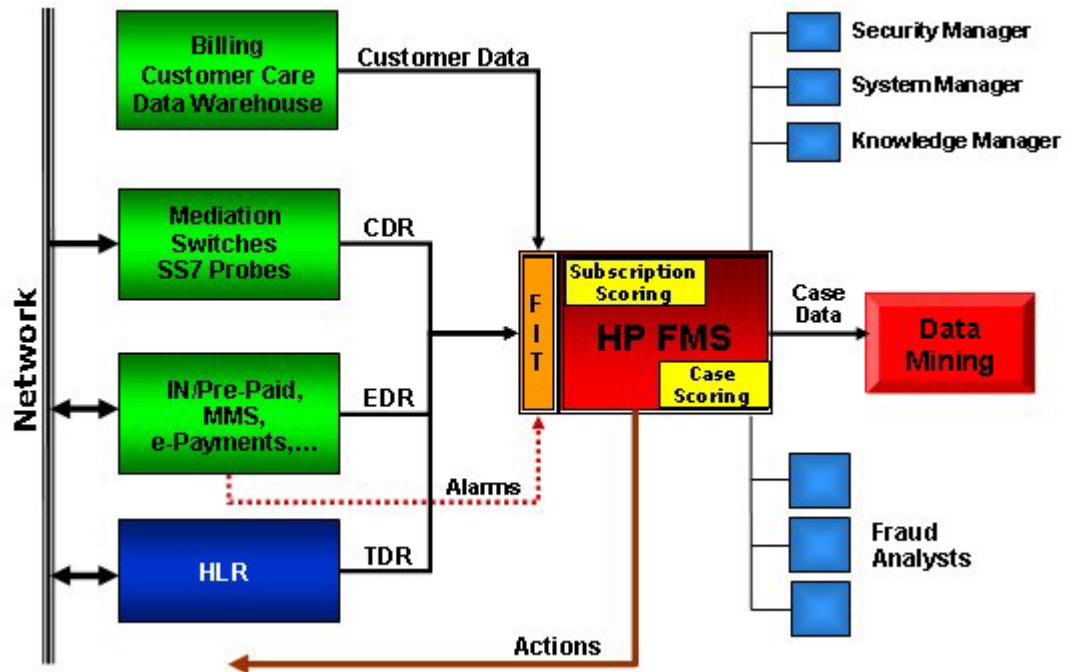 Billing
Customer Care
Data Warehouse
Customer Data
Security Manager
System Manager
Knowledge Manager
Network
Mediation
Switches
SS7 Probes
CDR
F
I
T
Subscription
Scoring
HP FMS
Case
Scoring
Case
Data
Data
Mining
IN/Pre-Paid,
MMS,
e-Payments,...
EDR
Alarms
HLR
TDR
Fraud
Analysts
Actions